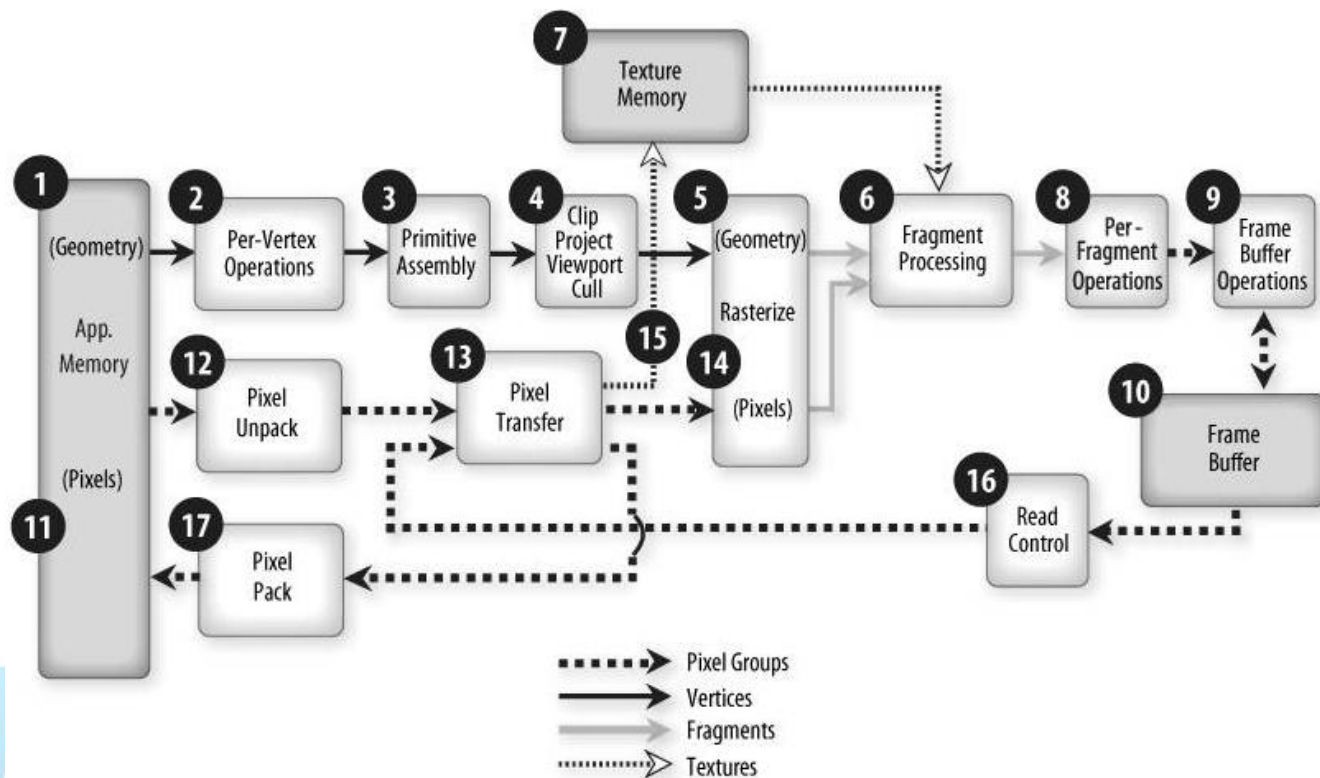 7
Texture
Memory
1
(Geometry)
App.
Memory
(Pixels)
11
2
Per-Vertex
Operations
3
Primitive
Assembly
4
Clip
Project
Viewport
Cull
5
(Geometry)
Rasterize
14
(Pixels)
6
Fragment
Processing
8
Per-
Fragment
Operations
9
Frame
Buffer
Operations
12
Pixel
Unpack
13
Pixel
Transfer
15
10
Frame
Buffer
16
Read
Control
17
Pixel
Pack
Pixel Groups
Vertices
Fragments
Textures